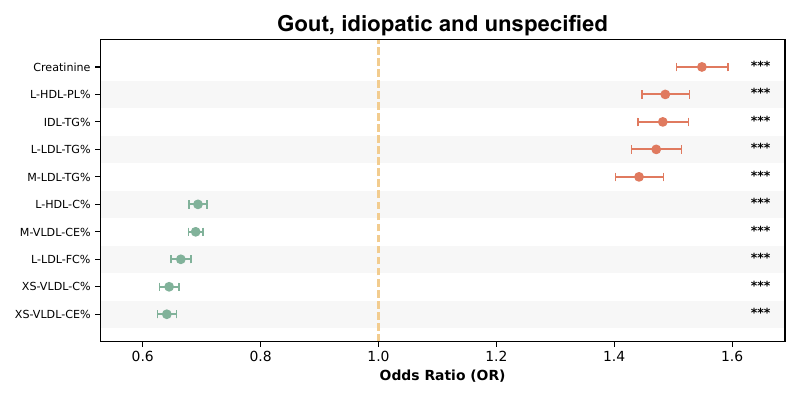 Gout, idiopatic and unspecified
Creatinine ***
L-HDL-PL% ***
IDL-TG% ***
L-LDL-TG% ***
M-LDL-TG% ***
L-HDL-C% ***
M-VLDL-CE% ***
L-LDL-FC% ***
XS-VLDL-C% ***
XS-VLDL-CE% ***
0.6 0.8 1.0 1.2 1.4 1.6
Odds Ratio (OR)